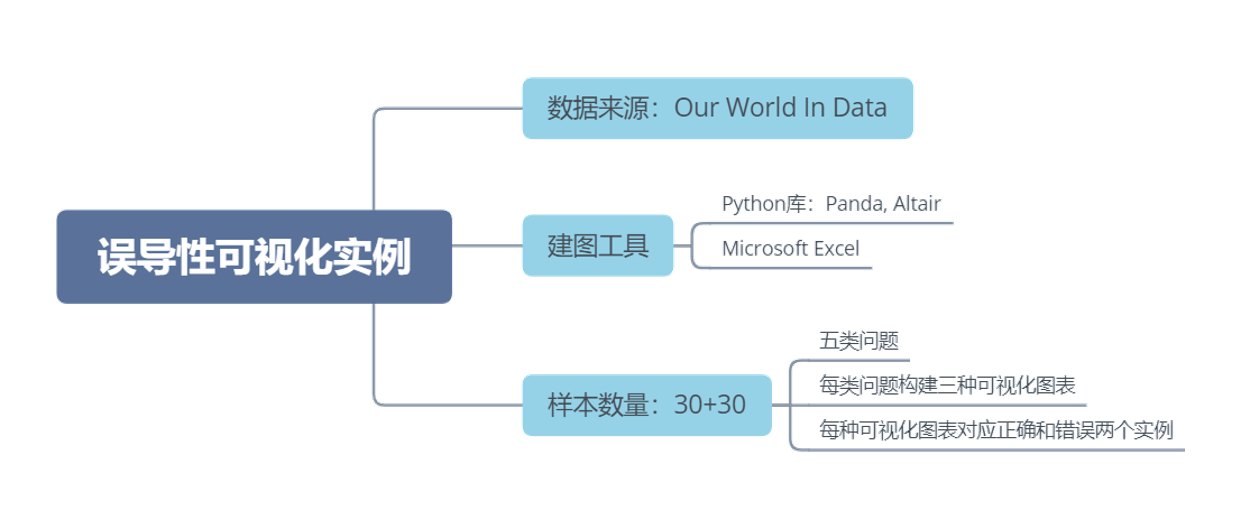 误导性可视化实例
数据来源：Our World In Data
建图工具
Python库：Panda, Altair
Microsoft Excel
样本数量：30+30
五类问题
每类问题构建三种可视化图表
每种可视化图表对应正确和错误两个实例